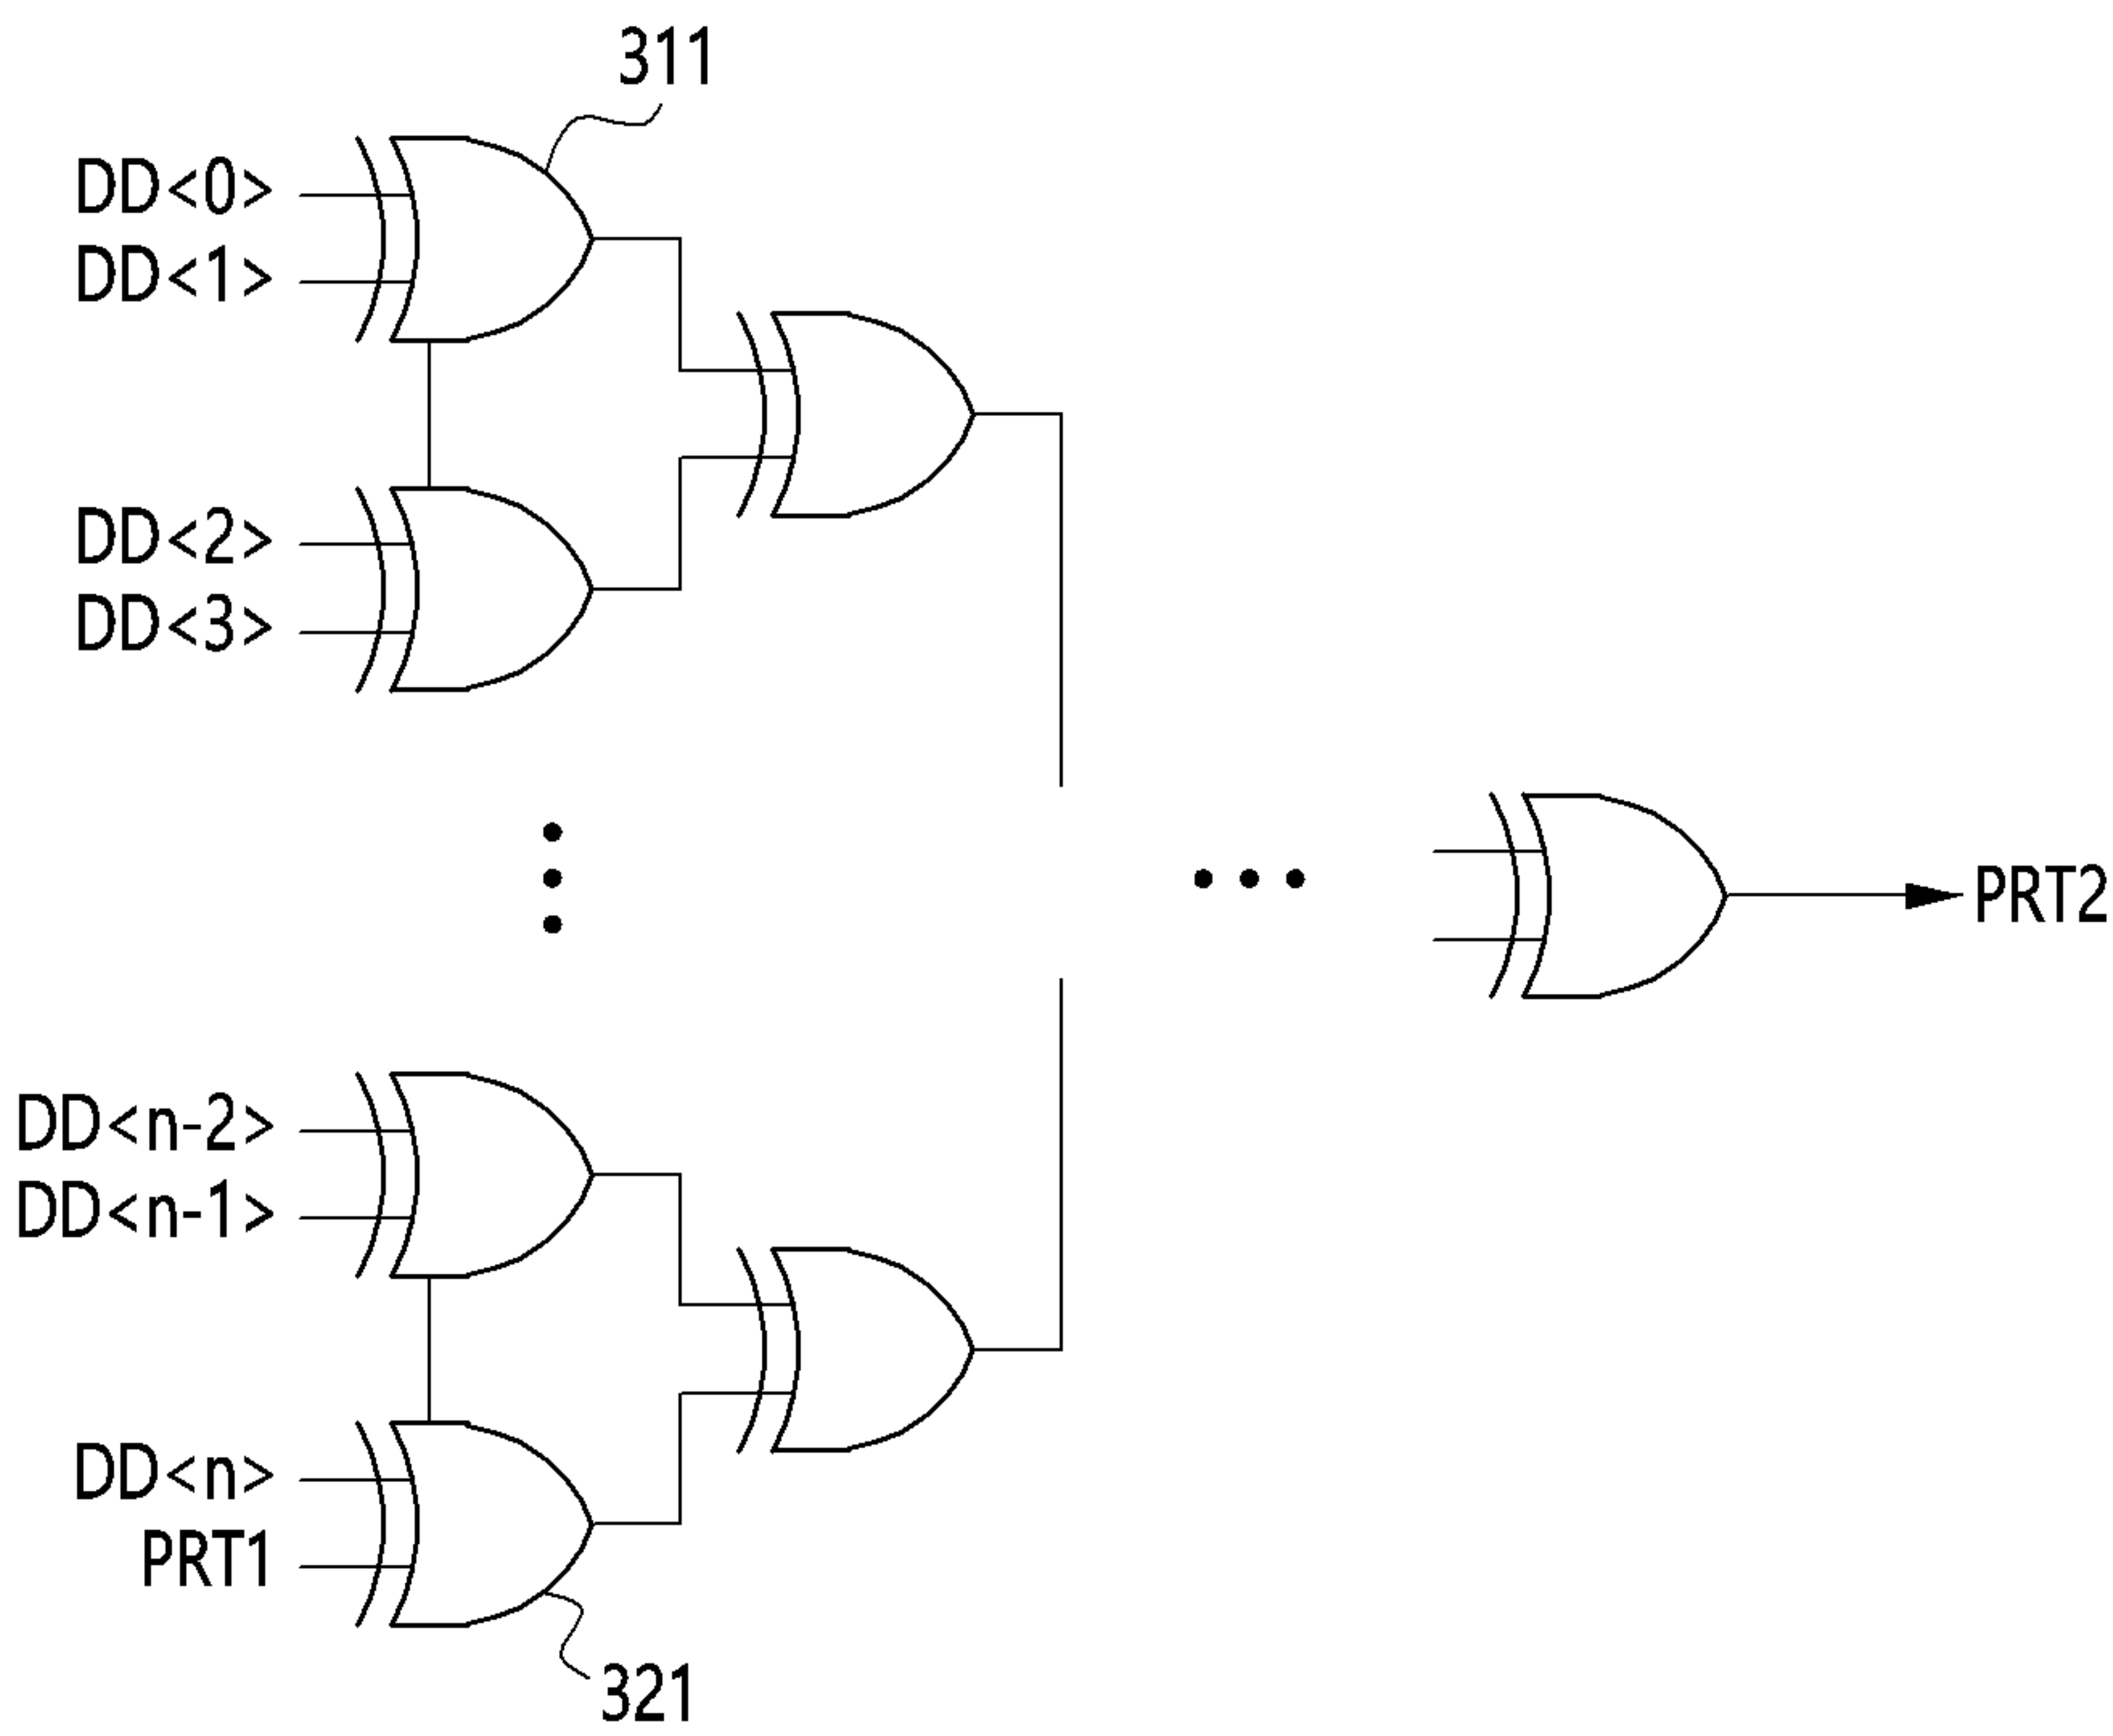 311
DD<0>
DD<1>
DD<2>
DD<3>
PRT2
DD<n-2>
DD<n-1>
DD<n>
PRT1
321